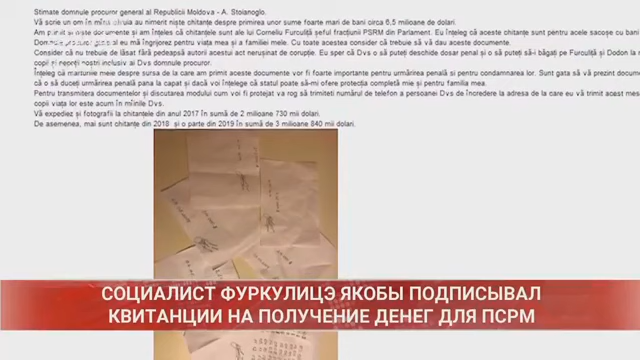 Stimate domnule procuror general al Republicii Moldova - A. Stoianoglo.
Vă scrie un om în mîinile căruia au nimerit niște chitanțe despre primirea unor sume foarte mari de bani circa 6,5 milioane de dolari.
Am primit și niște documente și am înțeles că chitanțele sunt ale lui Corneliu Furculiță șeful fracțiunii PSRM din Parlament. Eu înțeleg că aceste chitanțe sunt pentru acele sacoșe cu bani
Domnule procuror general eu mă îngrijorez pentru viața mea și a familiei mele. Cu toate acestea consider că trebuie să vă dau aceste documente.
Consider că nu trebuie de lăsat fără pedeapsă autorii acestui act nerușinat de corupție. Eu sper că Dvs o să puteți deschide dosar penal și o să puteți să-i băgați pe Furculiță și Dodon la
copii și nepoții noștri inclusiv ai Dvs domnule procuror.
Înțeleg că marturiile mele despre sursa de la care am primit aceste documente vor fi foarte importante pentru urmărirea penală și pentru condamnarea lor. Sunt gata să vă prezint
că o să duceți urmărirea penală pana la capat și dacă voi înțelege că statul poate să-mi ofere protecția completă mie și pentru familia mea.
Pentru transmiterea documentelor și discutarea modului cum voi fi protejat va rog să trimiteți numărul de telefon a persoanei Dvs de încredere la adresa de la care eu vă trimit acest
copii viața lor este acum în mîinile Dvs.
Vă expediez și fotografii la chitanțele din anul 2017 în sumă de 2 milioane 730 mii dolari.
De asemenea, mai sunt chitanțe din 2018 și o parte din 2019 în sumă de 3 milioane 840 mii dolari.
СОЦИАЛИСТ ФУРКУЛИЦЭ ЯКОБЫ ПОДПИСЫВАЛ
КВИТАНЦИИ НА ПОЛУЧЕНИЕ ДЕНЕГ ДЛЯ ПСРМ